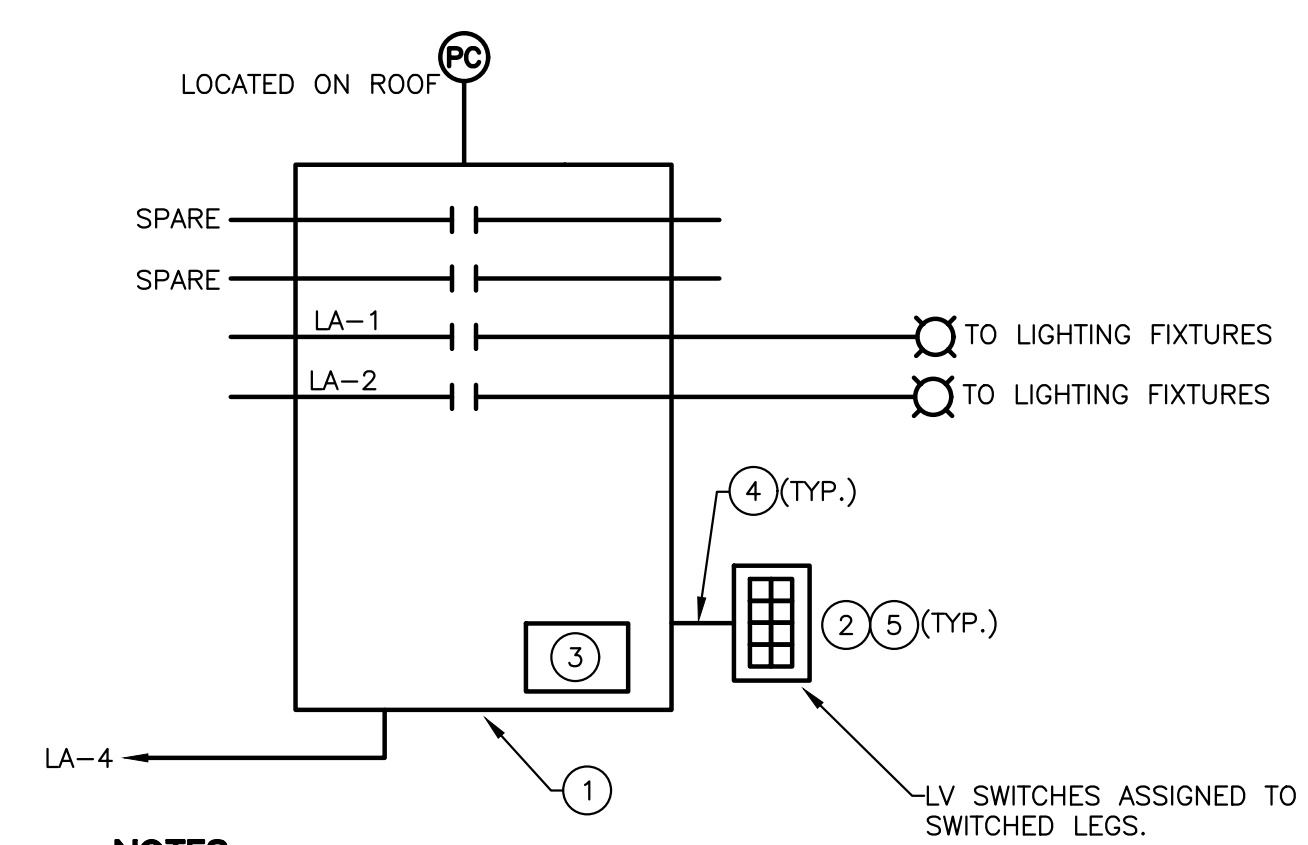 PC
LOCATED ON ROOF
SPARE
SPARE
LA-1
TO LIGHTING FIXTURES
LA-2
TO LIGHTING FIXTURES
4 (TYP.)
2 5 (TYP.)
3
LA-4
1
LV SWITCHES ASSIGNED TO
SWITCHED LEGS.
NOTES